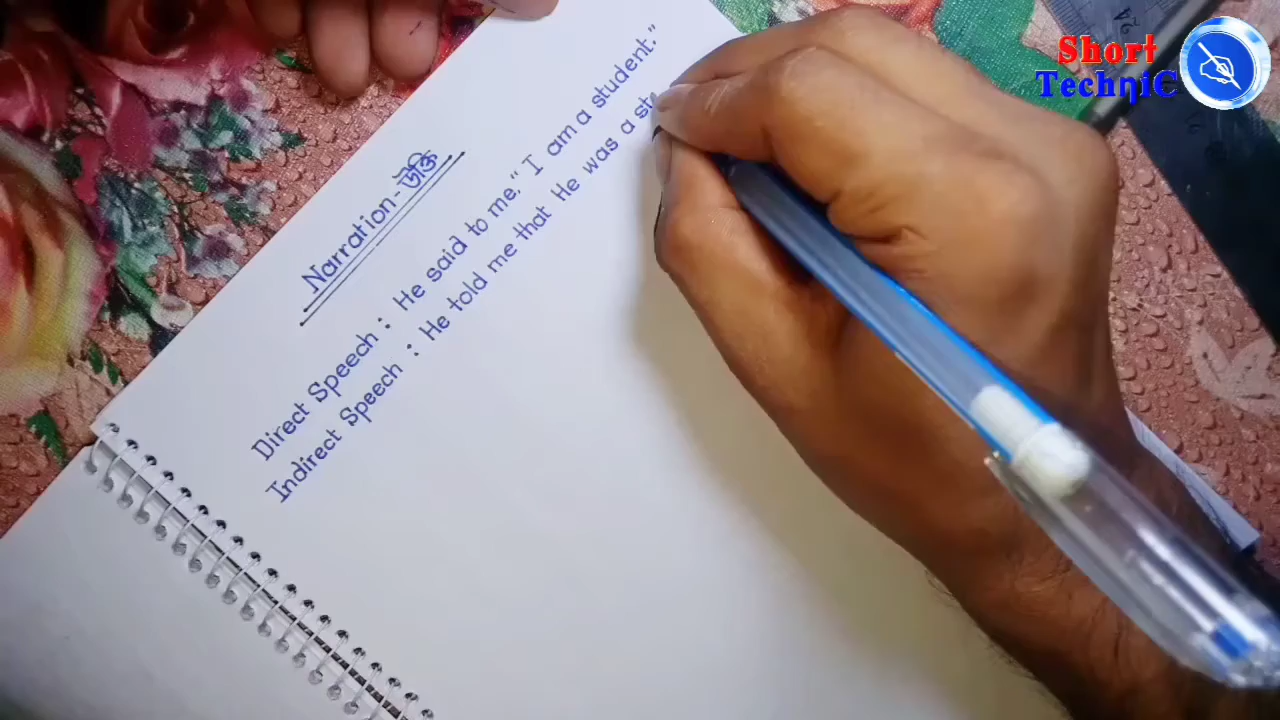 Short
TechnIC
Narration-উক্তি
Direct Speech : He said to me," I am a student."
Indirect Speech : He told me that He was a st